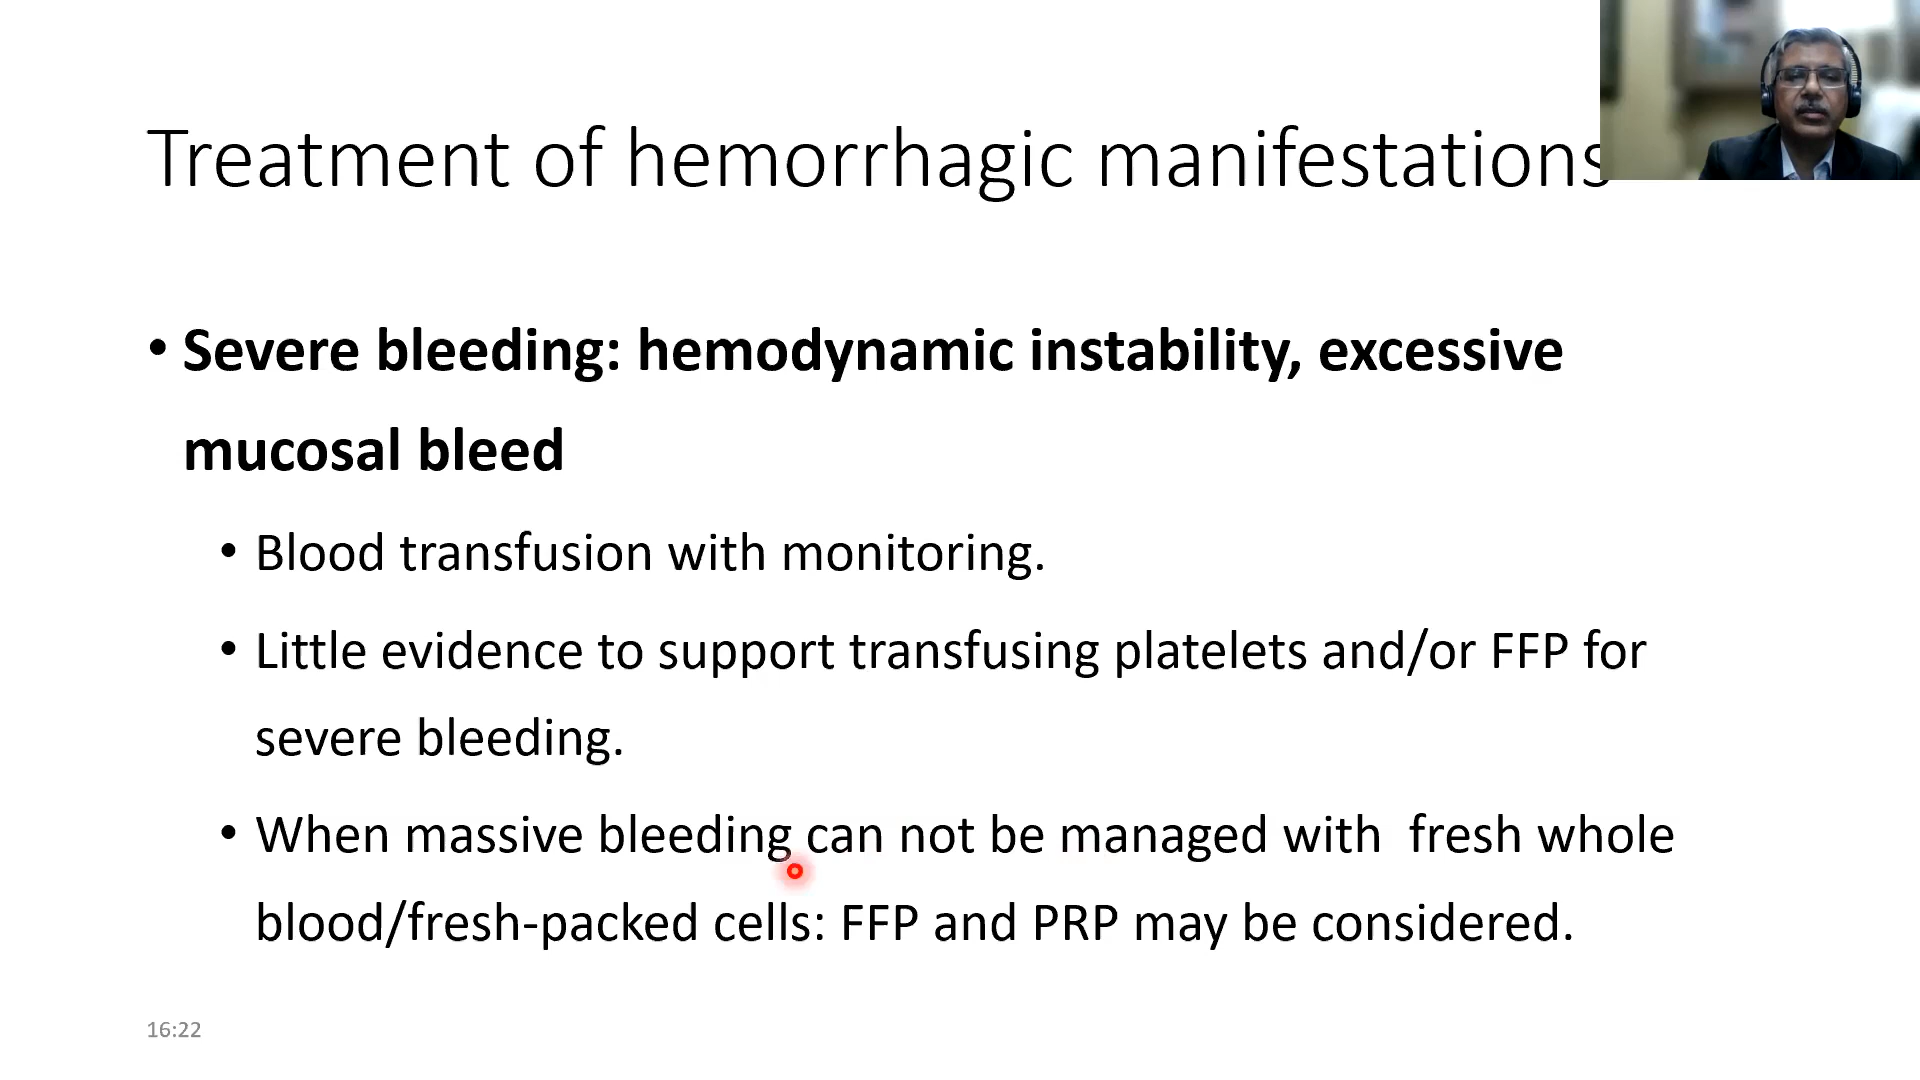 Treatment of hemorrhagic manifestations
• Severe bleeding: hemodynamic instability, excessive
mucosal bleed
• Blood transfusion with monitoring.
• Little evidence to support transfusing platelets and/or FFP for
severe bleeding.
• When massive bleeding can not be managed with  fresh whole
blood/fresh-packed cells: FFP and PRP may be considered.
16:22